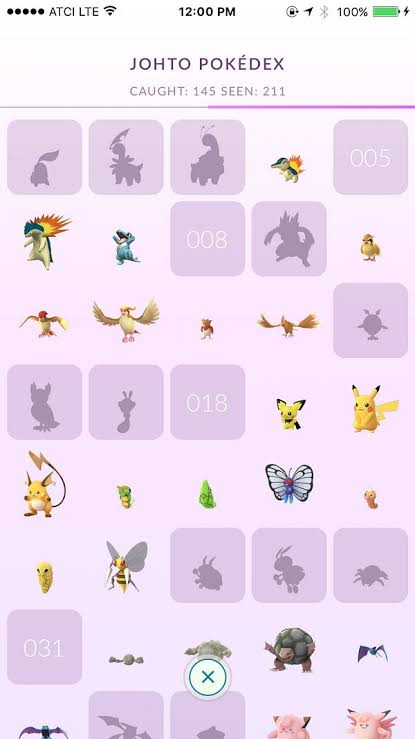 ATCI LTE 12:00 PM 100%
JOHTO POKÉDEX
CAUGHT: 145 SEEN: 211
005
008
018
031